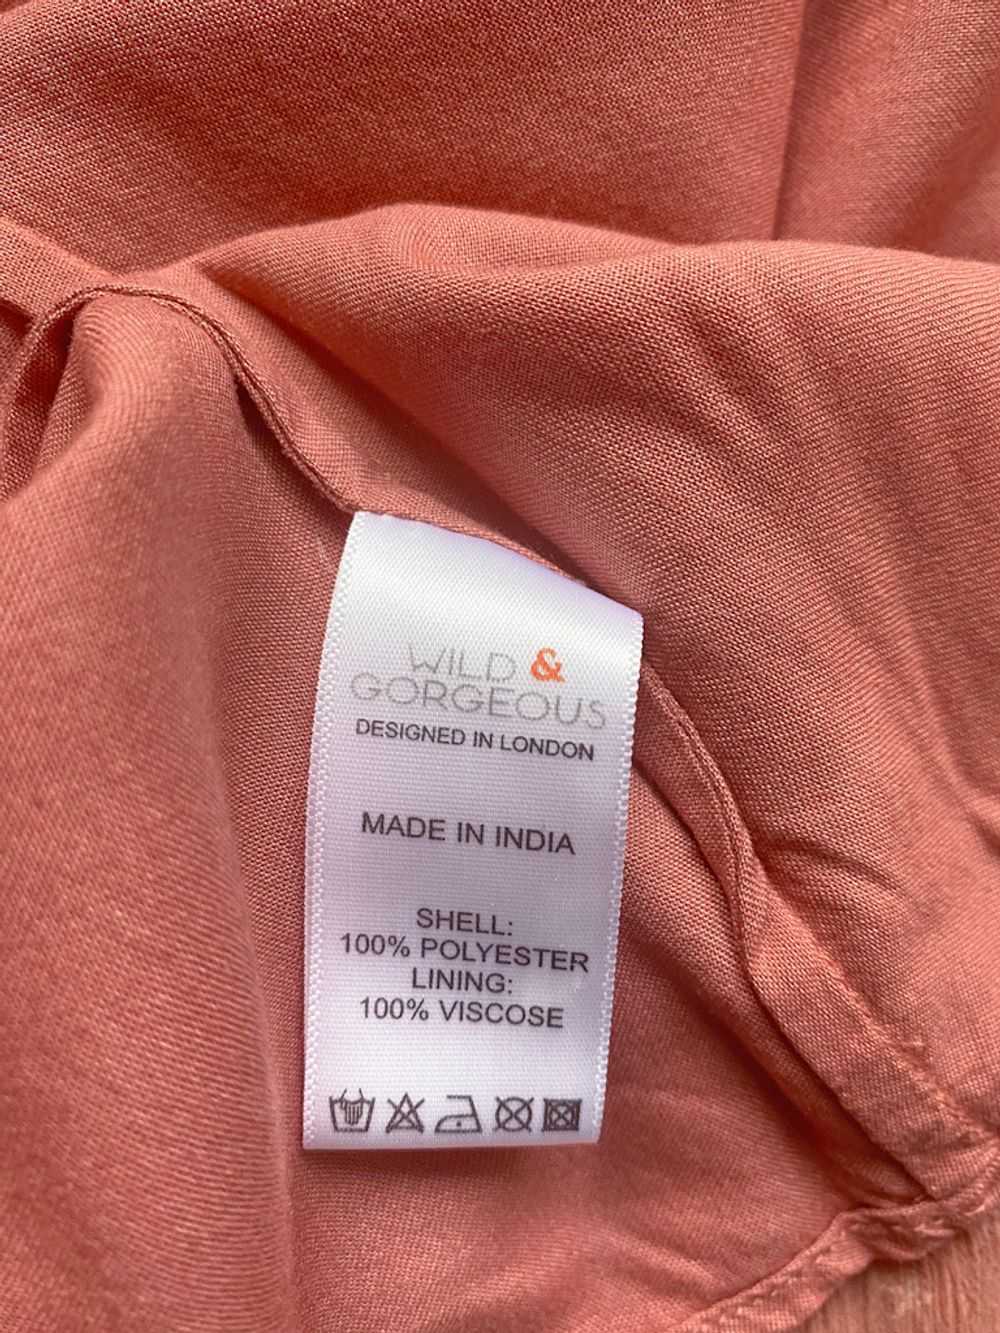 WILD &
GORGEOUS
DESIGNED IN LONDON
MADE IN INDIA
SHELL:
100% POLYESTER
LINING:
100% VISCOSE